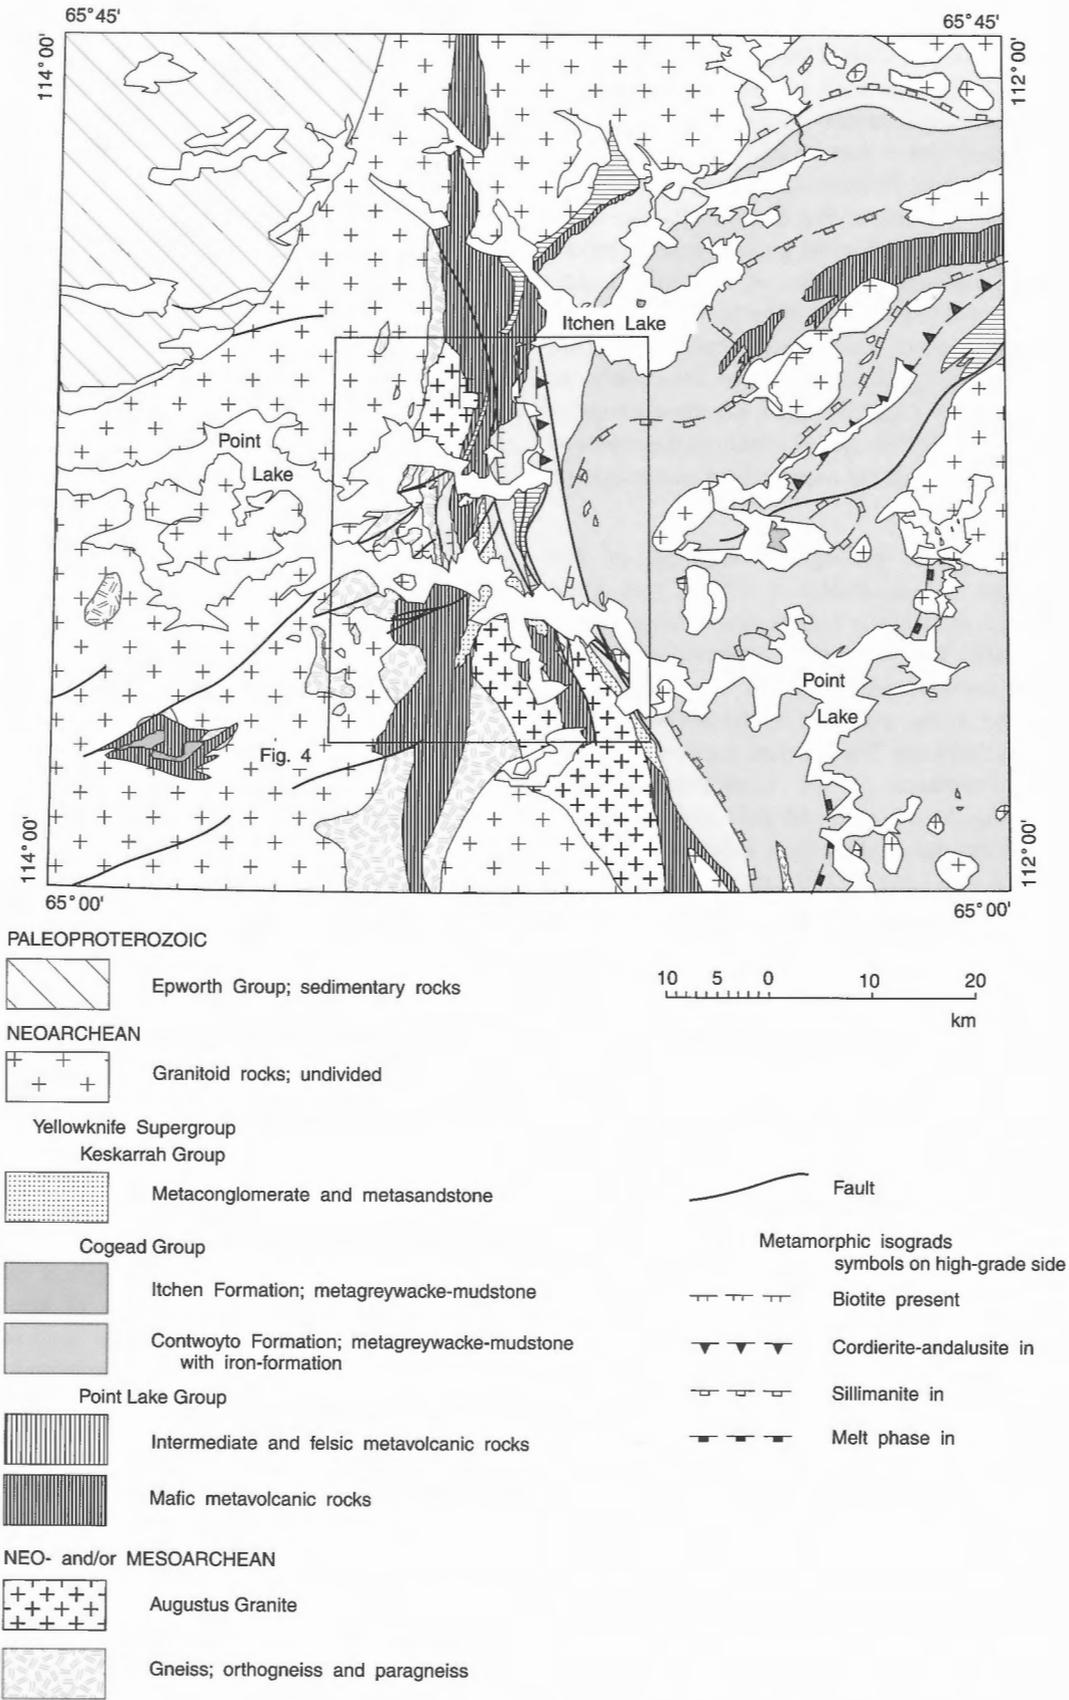 65°45'
65°45'
114°00'
112°00'
Itchen Lake
Point
Lake
Point
Lake
Fig. 4
114°00'
112°00'
65°00'
65°00'
PALEOPROTEROZOIC
Epworth Group; sedimentary rocks
10 5 0 10 20
km
NEOARCHEAN
Granitoid rocks; undivided
Yellowknife Supergroup
Keskarrah Group
Metaconglomerate and metasandstone
Cogead Group
Itchen Formation; metagreywacke-mudstone
Contwoyto Formation; metagreywacke-mudstone
with iron-formation
Point Lake Group
Intermediate and felsic metavolcanic rocks
Mafic metavolcanic rocks
NEO- and/or MESOARCHEAN
Augustus Granite
Gneiss; orthogneiss and paragneiss
Fault
Metamorphic isograds
symbols on high-grade side
Biotite present
Cordierite-andalusite in
Sillimanite in
Melt phase in